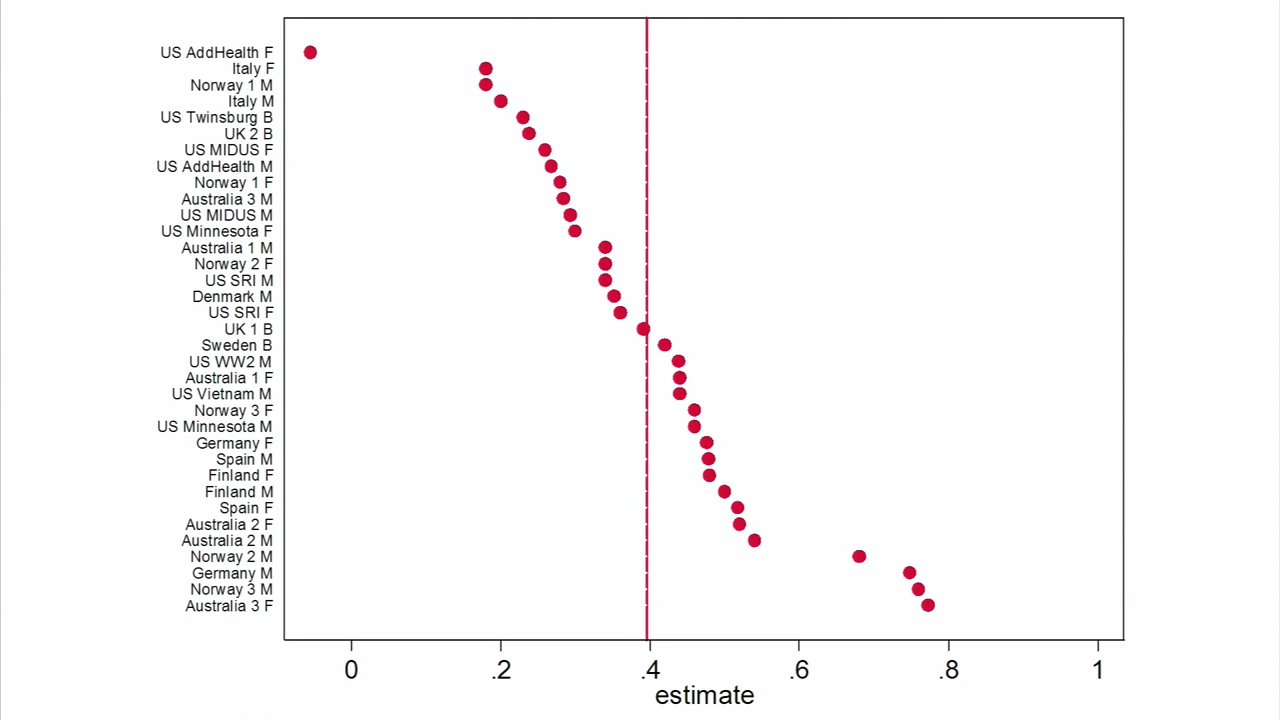 US AddHealth F
Italy F
Norway 1 M
Italy M
US Twinsburg B
UK 2 B
US MIDUS F
US AddHealth M
Norway 1 F
Australia 3 M
US MIDUS M
US Minnesota F
Australia 1 M
Norway 2 F
US SRI M
Denmark M
US SRI F
UK 1 B
Sweden B
US WW2 M
Australia 1 F
US Vietnam M
Norway 3 F
US Minnesota M
Germany F
Spain M
Finland F
Finland M
Spain F
Australia 2 F
Australia 2 M
Norway 2 M
Germany M
Norway 3 M
Australia 3 F
0 .2 .4 .6 .8 1
estimate